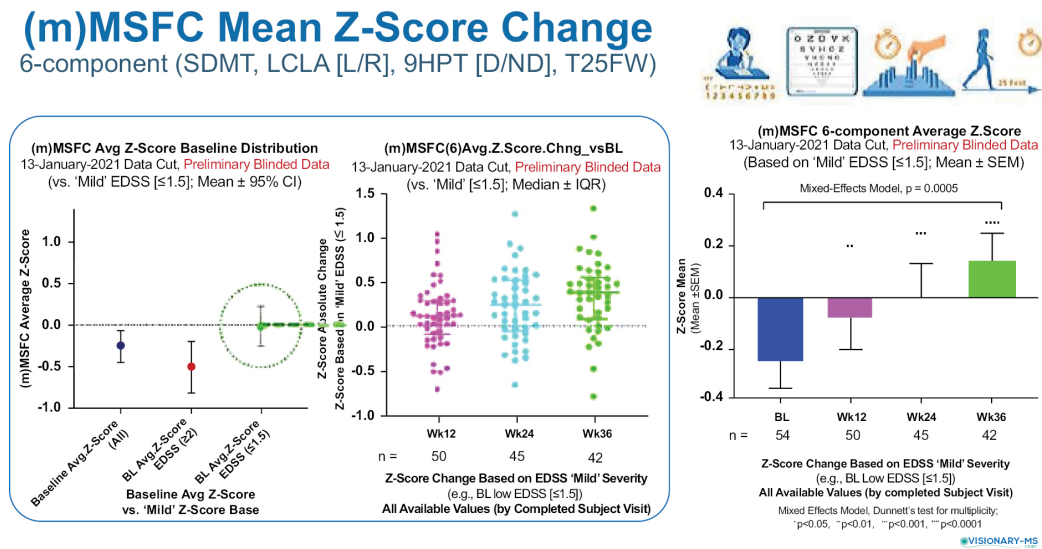 (m)MSFC Mean Z-Score Change
6-component (SDMT, LCLA [L/R], 9HPT [D/ND], T25FW)
(m)MSFC Avg Z-Score Baseline Distribution
13-January-2021 Data Cut, Preliminary Blinded Data
(vs. 'Mild' EDSS [≤1.5]; Mean ± 95% CI)
(m)MSFC Average Z-Score
1.0
0.5
0.0
-0.5
-1.0
Baseline Avg.Z-Score
(All)
BL Avg.Z-Score
EDSS (≥2)
BL Avg.Z-Score
EDSS (≤1.5)
Baseline Avg Z-Score
vs. 'Mild' Z-Score Base
(m)MSFC(6)Avg.Z.Score.Chng_vsBL
13-January-2021 Data Cut, Preliminary Blinded Data
(vs. 'Mild' [≤1.5]; Median ± IQR)
Z-Score Absolute Change
Z-Score Based on 'Mild' EDSS (≤ 1.5)
1.5
1.0
0.5
0.0
-0.5
-1.0
Wk12 Wk24 Wk36
n = 50 45 42
Z-Score Change Based on EDSS 'Mild' Severity
(e.g., BL low EDSS [≤1.5])
All Available Values (by Completed Subject Visit)
25 Feet
(m)MSFC 6-component Average Z.Score
13-January-2021 Data Cut, Preliminary Blinded Data
(Based on 'Mild' EDSS [≤1.5]; Mean ± SEM)
Mixed-Effects Model, p = 0.0005
Z-Score Mean
(Mean ±SEM)
0.4
0.2
0.0
-0.2
-0.4
BL Wk12 Wk24 Wk36
n = 54 50 45 42
Z-Score Change Based on EDSS 'Mild' Severity
(e.g., BL Low EDSS [≤1.5])
All Available Values (by completed Subject Visit)
Mixed Effects Model, Dunnett's test for multiplicity;
*p<0.05, **p<0.01, ***p<0.001, ****p<0.0001
VISIONARY-MS